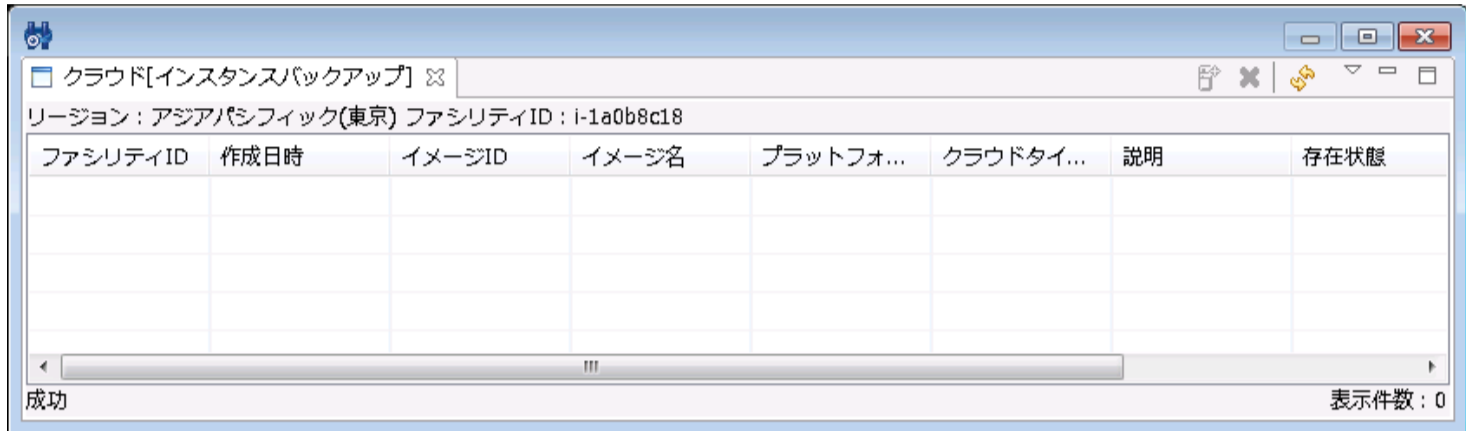 クラウド[インスタンスバックアップ]
リージョン：アジアパシフィック(東京) ファシリティID：i-1a0b8c18
ファシリティID 作成日時 イメージID イメージ名 プラットフォ... クラウドタイ... 説明 存在状態
成功 表示件数：0